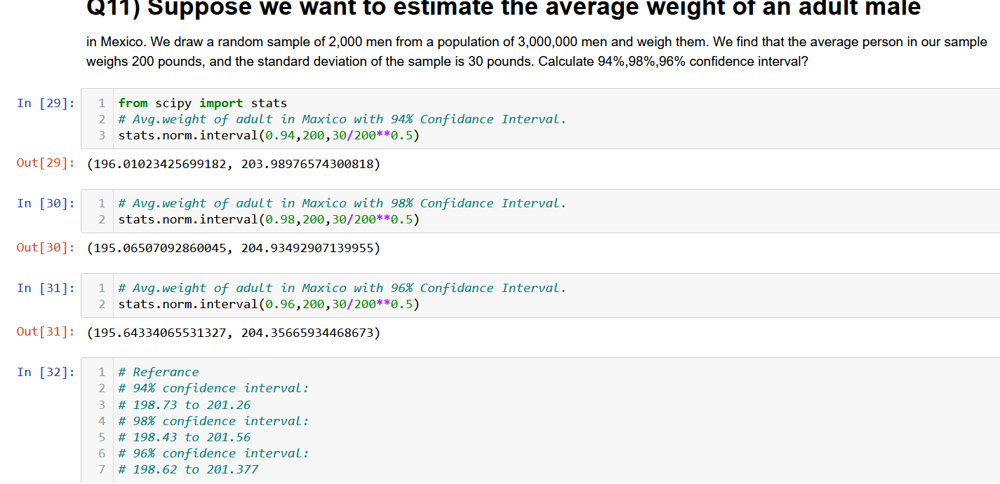 Q11) Suppose we want to estimate the average weight of an adult male
in Mexico. We draw a random sample of 2,000 men from a population of 3,000,000 men and weigh them. We find that the average person in our sample
weighs 200 pounds, and the standard deviation of the sample is 30 pounds. Calculate 94%,98%,96% confidence interval?
In [29]:
1 from scipy import stats
2 # Avg.weight of adult in Maxico with 94% Confidance Interval.
3 stats.norm.interval(0.94,200,30/200**0.5)
Out[29]: (196.01023425699182, 203.98976574300818)
In [30]:
1 # Avg.weight of adult in Maxico with 98% Confidance Interval.
2 stats.norm.interval(0.98,200,30/200**0.5)
Out[30]: (195.06507092860045, 204.93492907139955)
In [31]:
1 # Avg.weight of adult in Maxico with 96% Confidance Interval.
2 stats.norm.interval(0.96,200,30/200**0.5)
Out[31]: (195.64334065531327, 204.35665934468673)
In [32]:
1 # Referance
2 # 94% confidence interval:
3 # 198.73 to 201.26
4 # 98% confidence interval:
5 # 198.43 to 201.56
6 # 96% confidence interval:
7 # 198.62 to 201.377